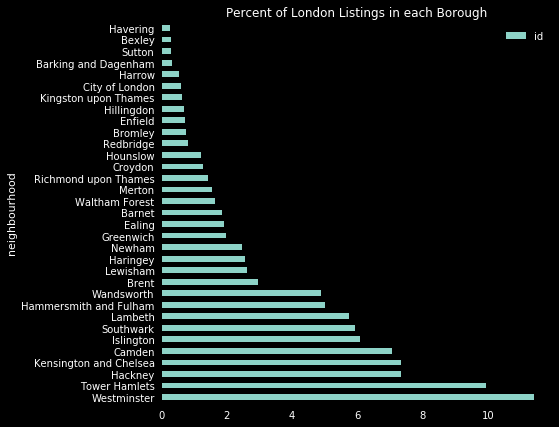 Percent of London Listings in each Borough
id
neighbourhood
Havering
Bexley
Sutton
Barking and Dagenham
Harrow
City of London
Kingston upon Thames
Hillingdon
Enfield
Bromley
Redbridge
Hounslow
Croydon
Richmond upon Thames
Merton
Waltham Forest
Barnet
Ealing
Greenwich
Newham
Haringey
Lewisham
Brent
Wandsworth
Hammersmith and Fulham
Lambeth
Southwark
Islington
Camden
Kensington and Chelsea
Hackney
Tower Hamlets
Westminster
0 2 4 6 8 10